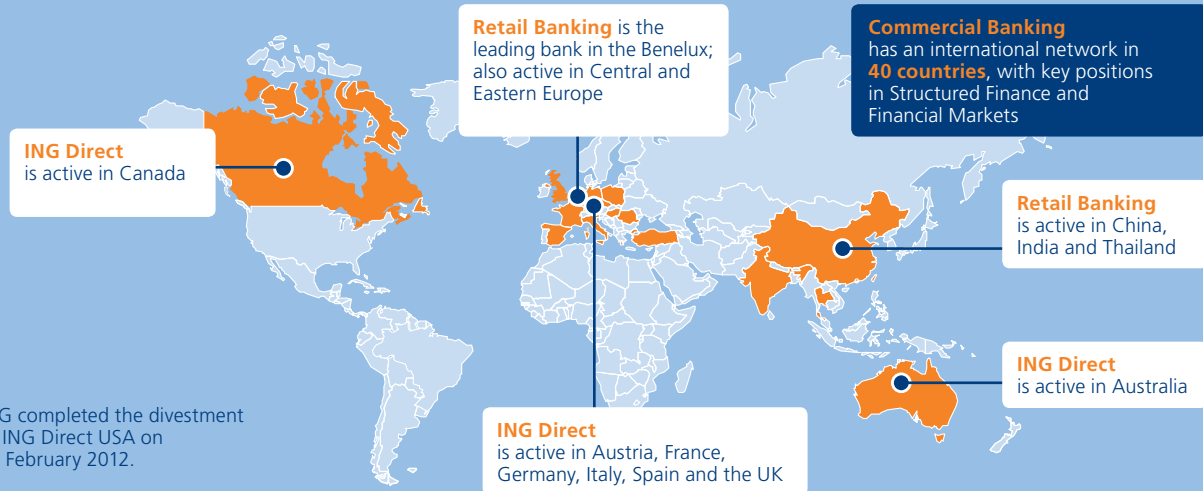 Retail Banking is the
leading bank in the Benelux;
also active in Central and
Eastern Europe
Commercial Banking
has an international network in
40 countries, with key positions
in Structured Finance and
Financial Markets
ING Direct
is active in Canada
Retail Banking
is active in China,
India and Thailand
ING Direct
is active in Australia
G completed the divestment
ING Direct USA on
February 2012.
ING Direct
is active in Austria, France,
Germany, Italy, Spain and the UK